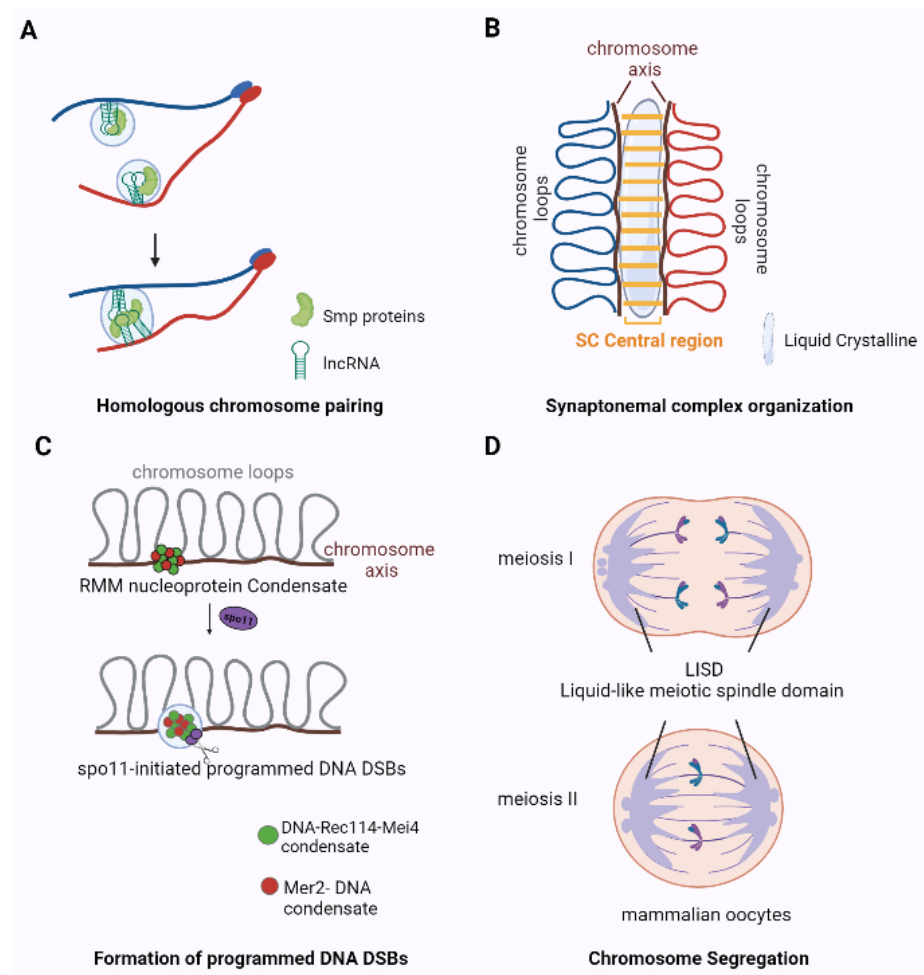 A
Smp proteins
lncRNA
Homologous chromosome pairing
B
chromosome
axis
chromosome
loops
chromosome
loops
SC Central region
Liquid Crystalline
Synaptonemal complex organization
C
chromosome loops
chromosome
axis
RMM nucleoprotein Condensate
spo11
spo11-initiated programmed DNA DSBs
DNA-Rec114-Mei4
condensate
Mer2- DNA
condensate
Formation of programmed DNA DSBs
D
meiosis I
LISD
Liquid-like meiotic spindle domain
meiosis II
mammalian oocytes
Chromosome Segregation